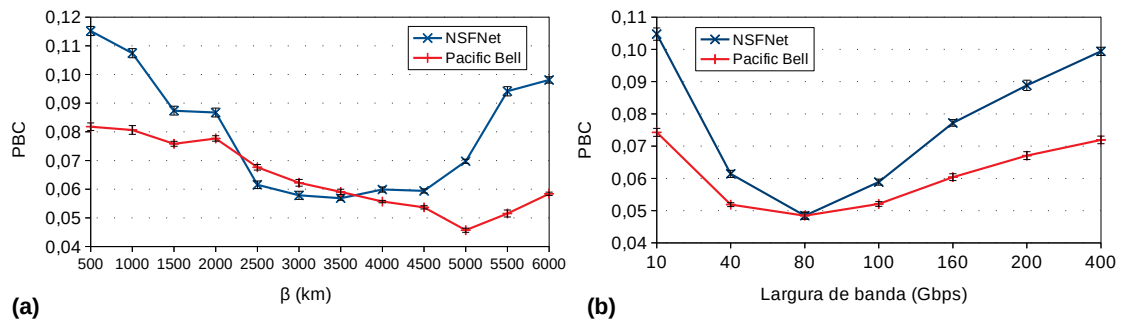 0,12
0,11
0,10
0,09
0,08
0,07
0,06
0,05
0,04
PBC
NSFNet
Pacific Bell
500 1000 1500 2000 2500 3000 3500 4000 4500 5000 5500 6000
β (km)
(a)
0,11
0,10
0,09
0,08
0,07
0,06
0,05
0,04
PBC
NSFNet
Pacific Bell
10 40 80 100 160 200 400
Largura de banda (Gbps)
(b)